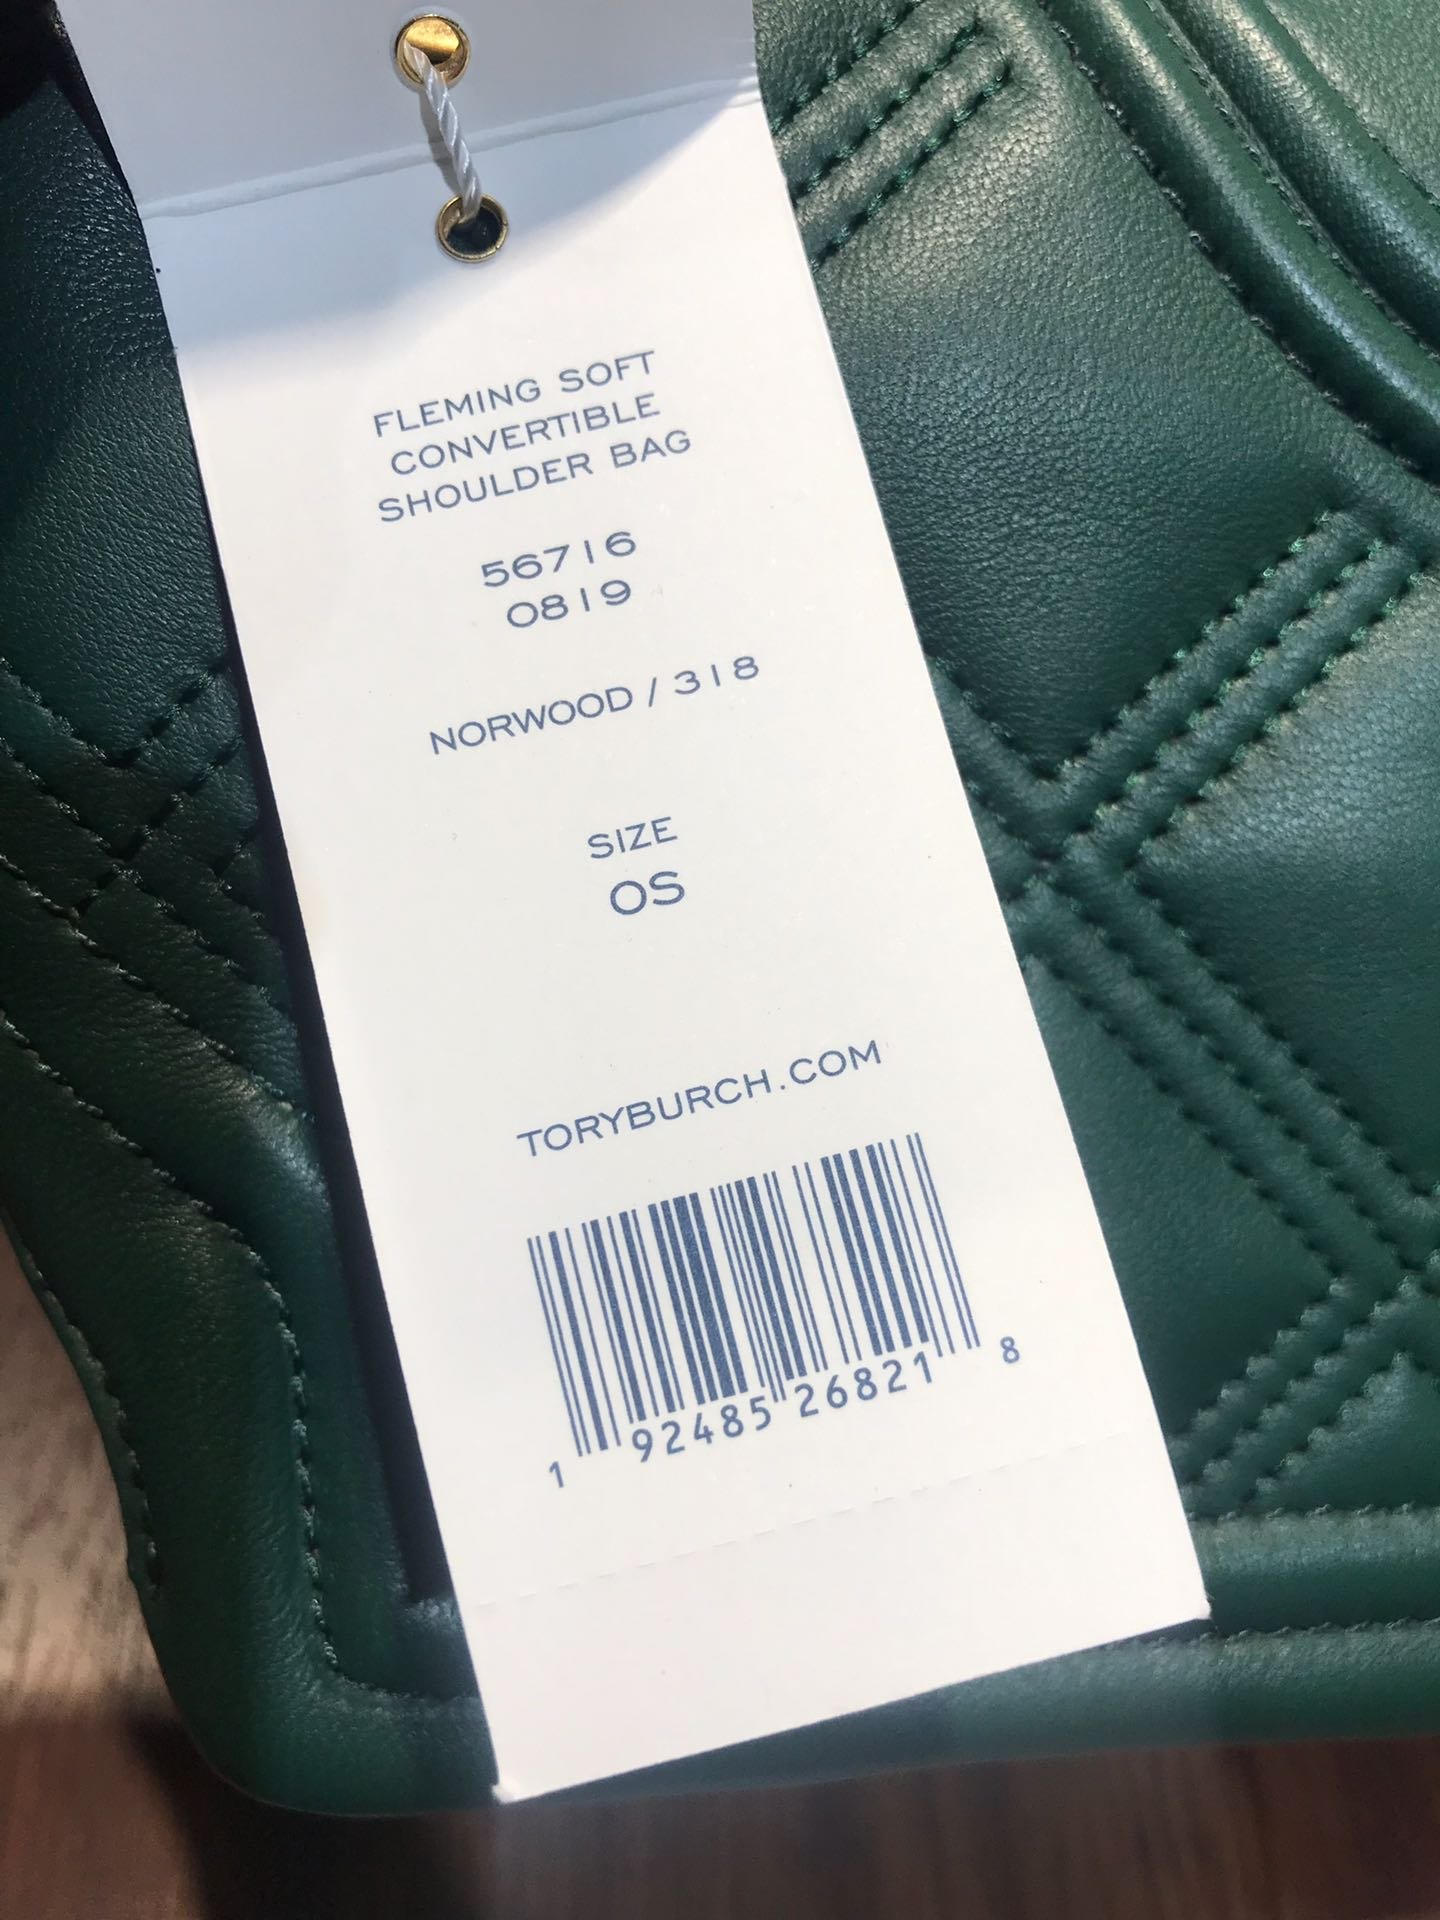 FLEMING SOFT
CONVERTIBLE
SHOULDER BAG
56716
0819
NORWOOD / 318
SIZE
OS
TORYBURCH.COM
1 92485 26821 8